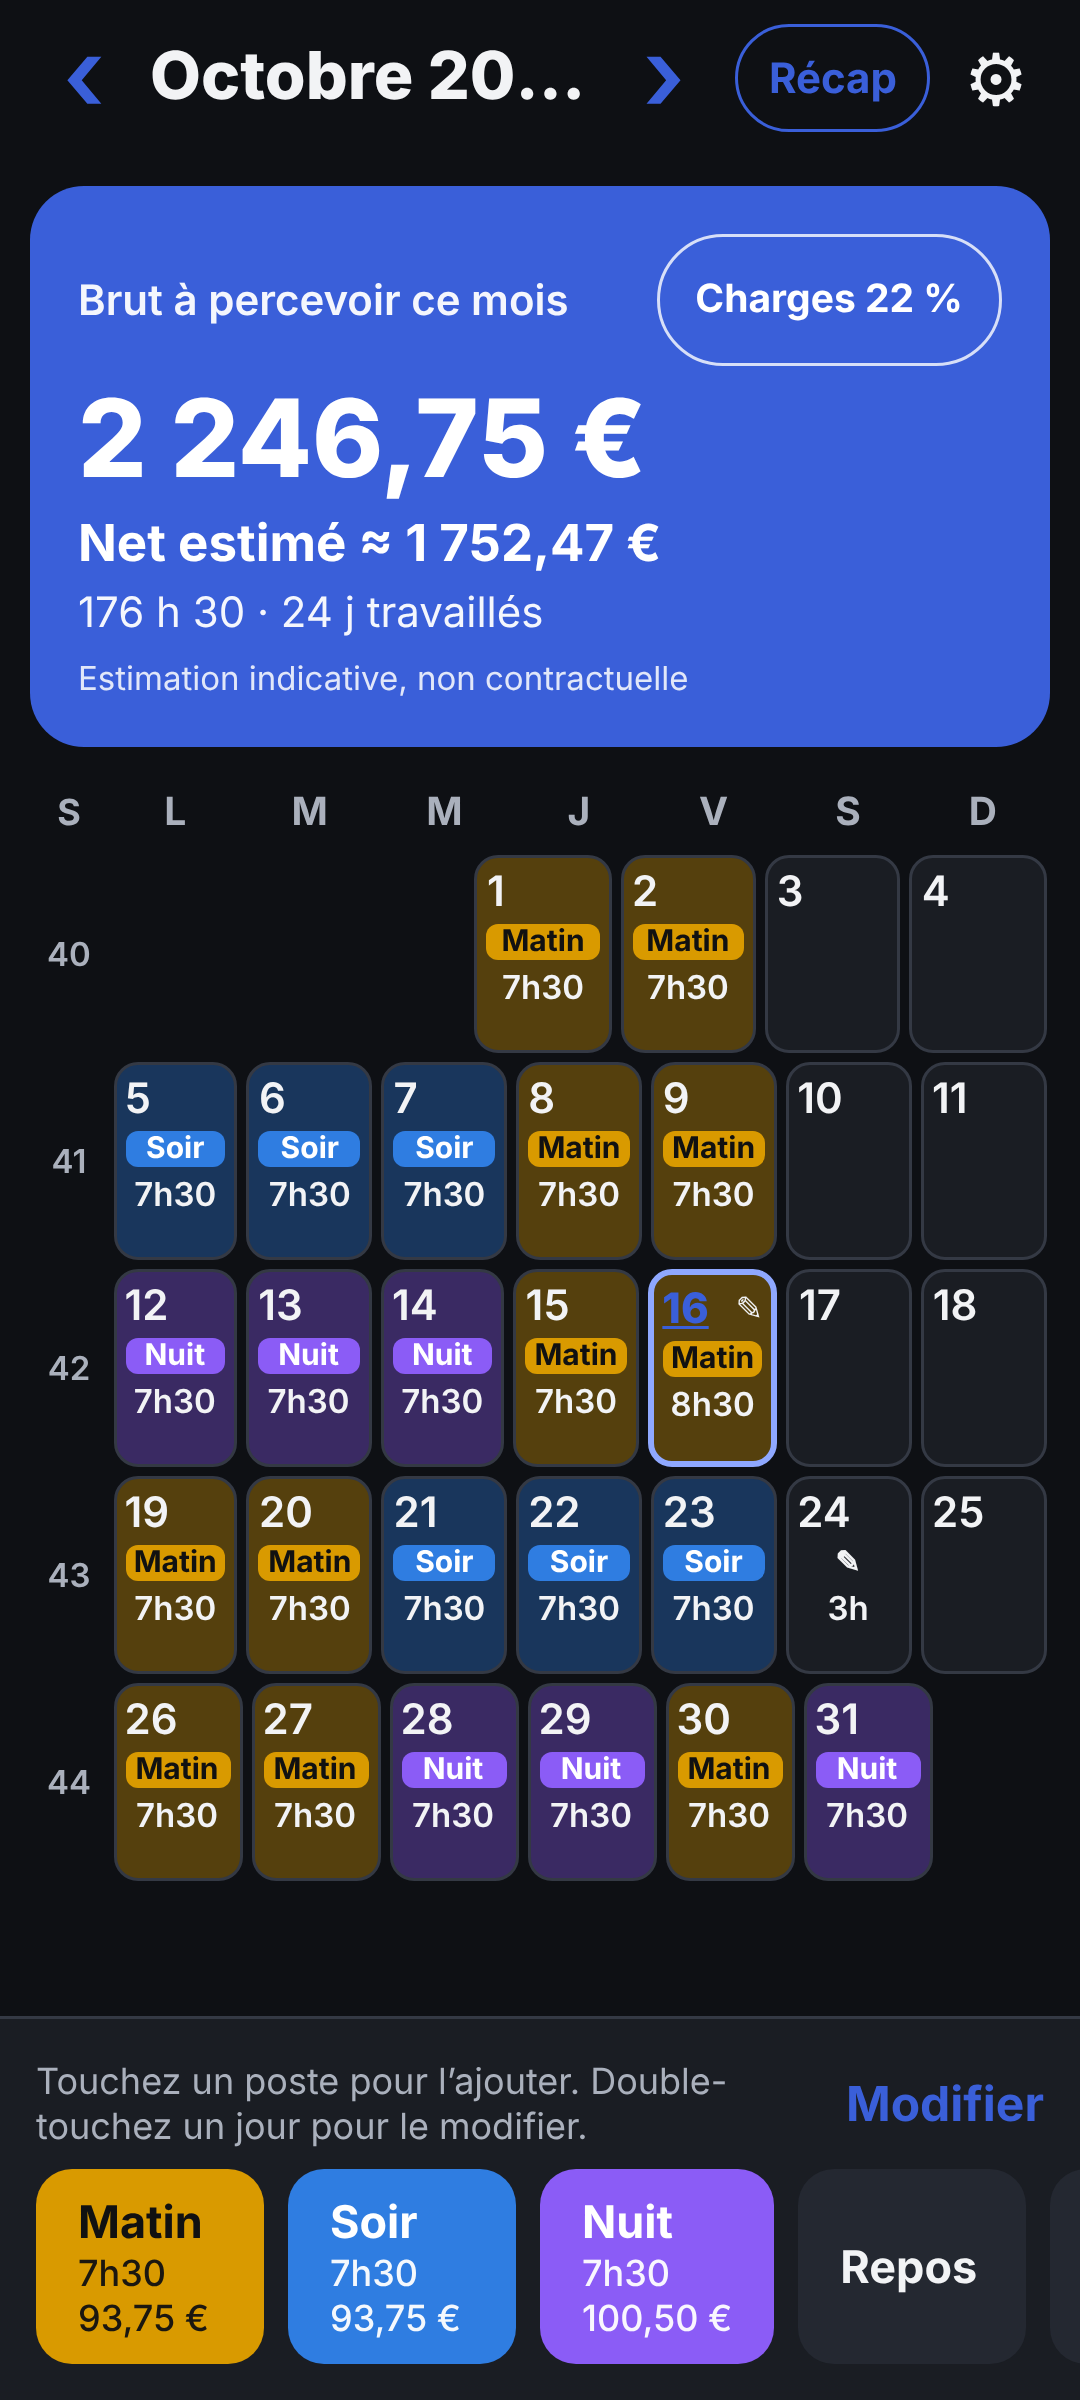 ‹ Octobre 20… › Récap ⚙
Brut à percevoir ce mois
Charges 22 %
2 246,75 €
Net estimé ≈ 1 752,47 €
176 h 30 · 24 j travaillés
Estimation indicative, non contractuelle
S L M M J V S D
40
1 2 3 4
Matin Matin
7h30 7h30
41
5 6 7 8 9 10 11
Soir Soir Soir Matin Matin
7h30 7h30 7h30 7h30 7h30
42
12 13 14 15 16 ✎ 17 18
Nuit Nuit Nuit Matin Matin
7h30 7h30 7h30 7h30 8h30
43
19 20 21 22 23 24 25
Matin Matin Soir Soir Soir ✎
7h30 7h30 7h30 7h30 7h30 3h
44
26 27 28 29 30 31
Matin Matin Nuit Nuit Matin Nuit
7h30 7h30 7h30 7h30 7h30 7h30
Touchez un poste pour l’ajouter. Double-
touchez un jour pour le modifier.
Modifier
Matin
7h30
93,75 €
Soir
7h30
93,75 €
Nuit
7h30
100,50 €
Repos